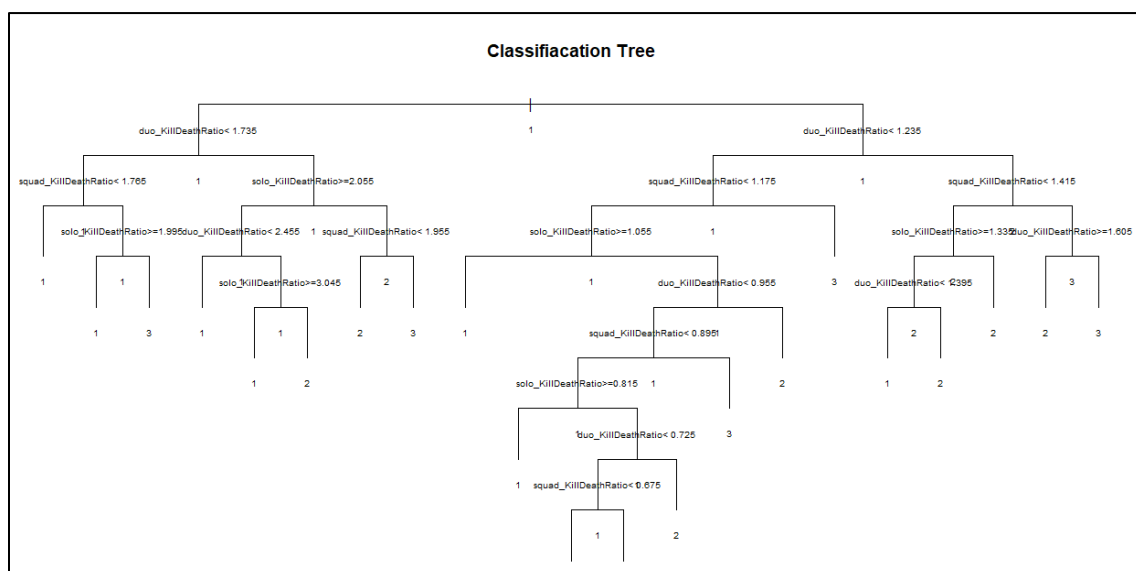 Classifiacation Tree
duo_KillDeathRatio< 1.735
1
duo_KillDeathRatio< 1.235
squad_KillDeathRatio< 1.765
1
solo_KillDeathRatio>=2.055
squad_KillDeathRatio< 1.175
1
squad_KillDeathRatio< 1.415
solo_KillDeathRatio>=1.995
duo_KillDeathRatio< 2.455
1
squad_KillDeathRatio< 1.955
solo_KillDeathRatio>=1.055
1
solo_KillDeathRatio>=1.335
duo_KillDeathRatio>=1.605
1
1
solo_KillDeathRatio>=3.045
2
1
duo_KillDeathRatio< 0.955
3
duo_KillDeathRatio< 1.395
3
1
3
1
1
2
3
1
squad_KillDeathRatio< 0.895
1
2
2
2
3
1
2
solo_KillDeathRatio>=0.815
1
2
1
2
duo_KillDeathRatio< 0.725
3
1
squad_KillDeathRatio< 0.675
1
2